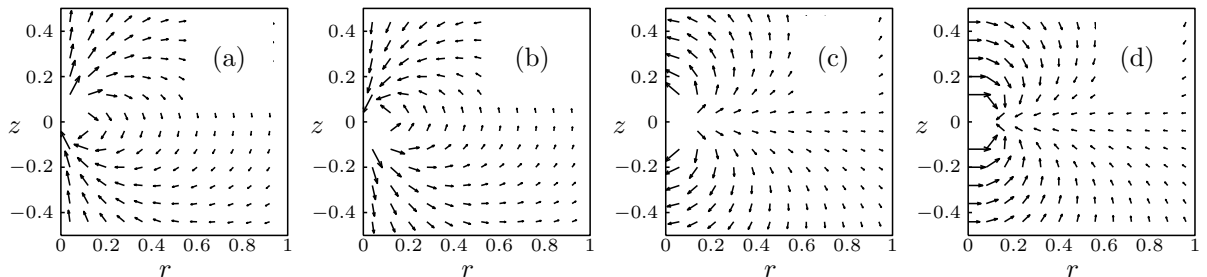 (a) (b) (c) (d)
0.4 0.4 0.4 0.4
0.2 0.2 0.2 0.2
z 0 z 0 z 0 z 0
−0.2 −0.2 −0.2 −0.2
−0.4 −0.4 −0.4 −0.4
0 0.2 0.4 0.6 0.8 1 0 0.2 0.4 0.6 0.8 1 0 0.2 0.4 0.6 0.8 1 0 0.2 0.4 0.6 0.8 1
r r r r